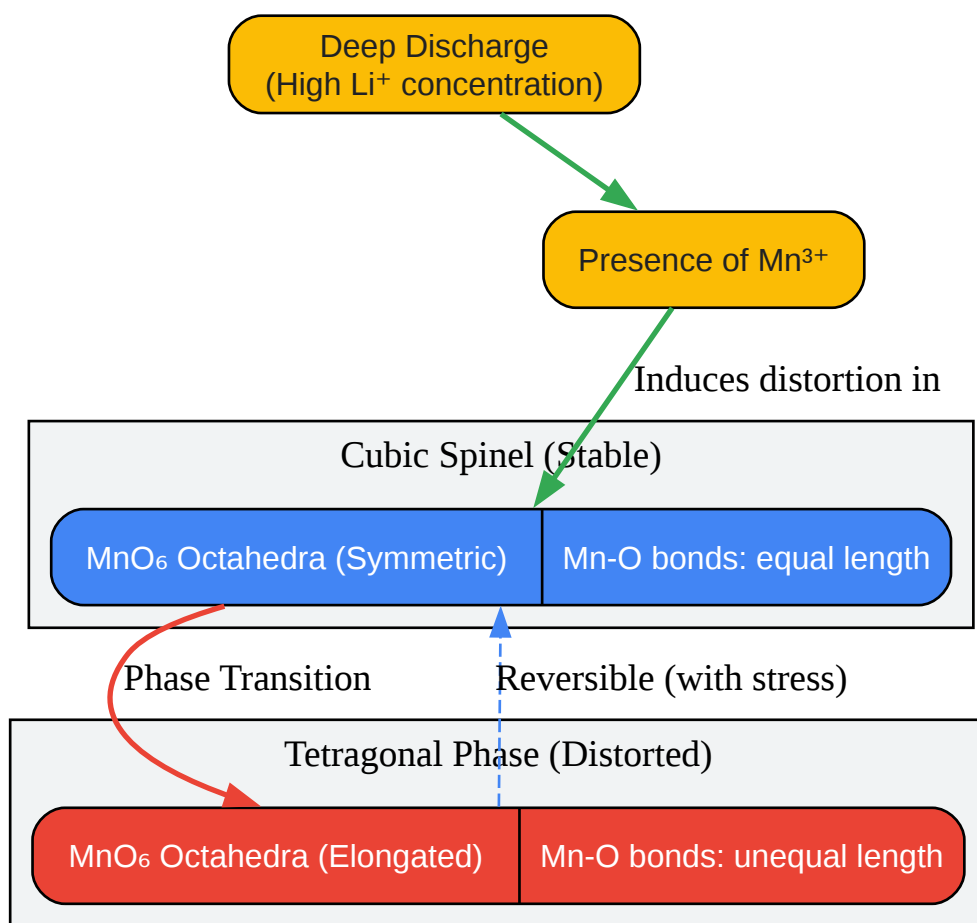 Deep Discharge
(High Li⁺ concentration)
Presence of Mn³⁺
Induces distortion in
Cubic Spinel (Stable)
MnO₆ Octahedra (Symmetric)
Mn-O bonds: equal length
Phase Transition
Reversible (with stress)
Tetragonal Phase (Distorted)
MnO₆ Octahedra (Elongated)
Mn-O bonds: unequal length